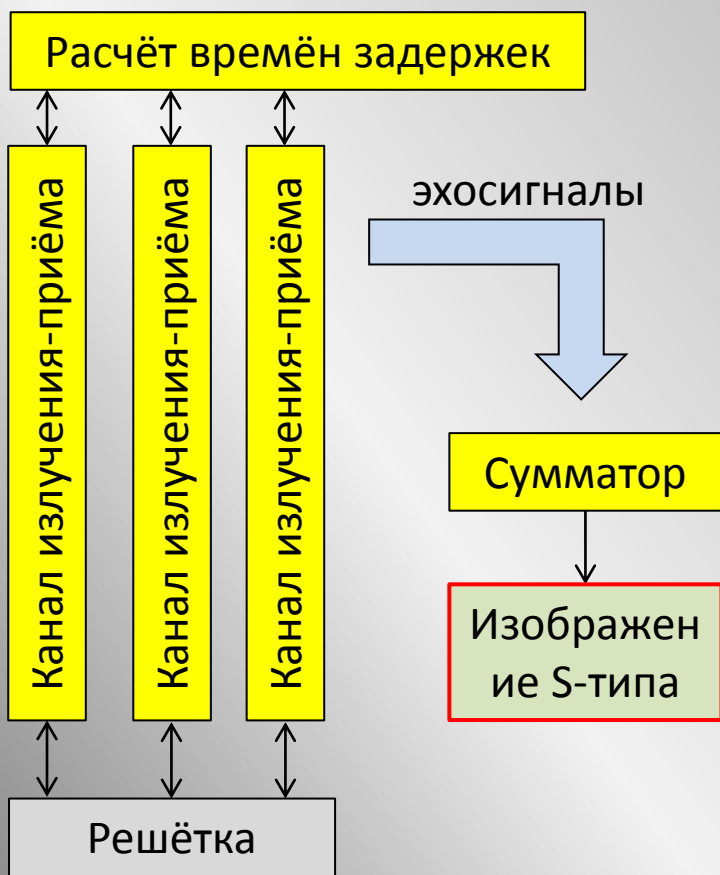 Расчёт времён задержек
Канал излучения-приёма
Канал излучения-приёма
Канал излучения-приёма
эхосигналы
Сумматор
Изображен
ие S-типа
Решётка